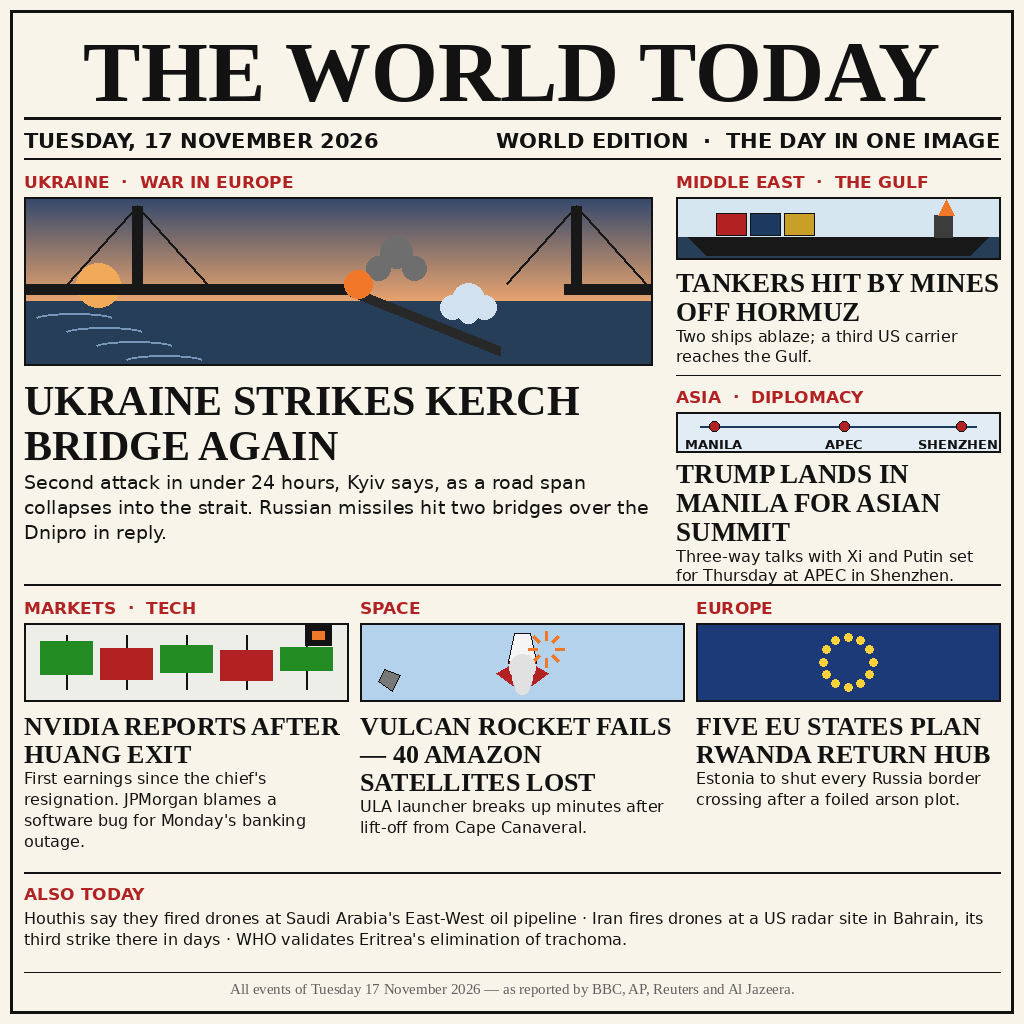 THE WORLD TODAY
TUESDAY, 17 NOVEMBER 2026
WORLD EDITION · THE DAY IN ONE IMAGE
UKRAINE · WAR IN EUROPE
UKRAINE STRIKES KERCH
BRIDGE AGAIN
Second attack in under 24 hours, Kyiv says, as a road span
collapses into the strait. Russian missiles hit two bridges over the
Dnipro in reply.
MIDDLE EAST · THE GULF
TANKERS HIT BY MINES
OFF HORMUZ
Two ships ablaze; a third US carrier
reaches the Gulf.
ASIA · DIPLOMACY
MANILA APEC SHENZHEN
TRUMP LANDS IN
MANILA FOR ASIAN
SUMMIT
Three-way talks with Xi and Putin set
for Thursday at APEC in Shenzhen.
MARKETS · TECH
NVIDIA REPORTS AFTER
HUANG EXIT
First earnings since the chief's
resignation. JPMorgan blames a
software bug for Monday's banking
outage.
SPACE
VULCAN ROCKET FAILS
— 40 AMAZON
SATELLITES LOST
ULA launcher breaks up minutes after
lift-off from Cape Canaveral.
EUROPE
FIVE EU STATES PLAN
RWANDA RETURN HUB
Estonia to shut every Russia border
crossing after a foiled arson plot.
ALSO TODAY
Houthis say they fired drones at Saudi Arabia's East-West oil pipeline · Iran fires drones at a US radar site in Bahrain, its
third strike there in days · WHO validates Eritrea's elimination of trachoma.
All events of Tuesday 17 November 2026 — as reported by BBC, AP, Reuters and Al Jazeera.